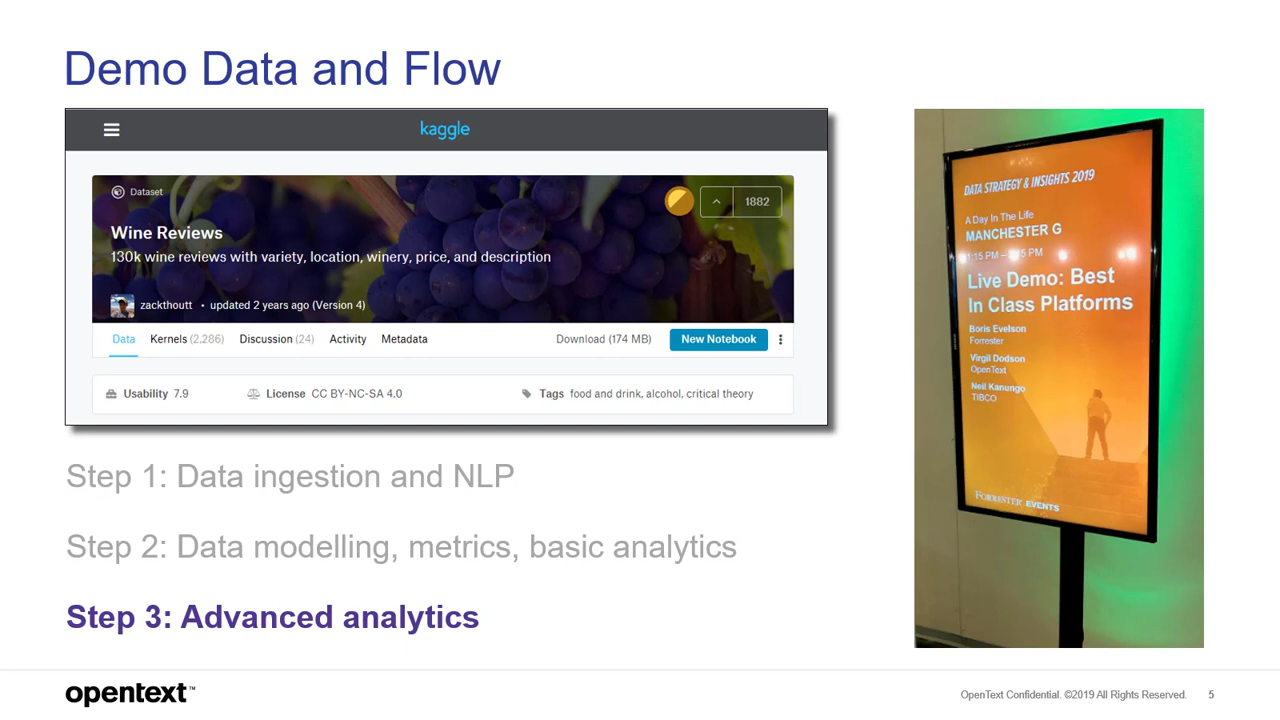 Demo Data and Flow
kaggle
Dataset
1882
Wine Reviews
130k wine reviews with variety, location, winery, price, and description
zackthoutt • updated 2 years ago (Version 4)
Data Kernels (2,286) Discussion (24) Activity Metadata Download (174 MB) New Notebook
Usability 7.9 License CC BY-NC-SA 4.0 Tags food and drink, alcohol, critical theory
Step 1: Data ingestion and NLP
Step 2: Data modelling, metrics, basic analytics
Step 3: Advanced analytics
DATA STRATEGY & INSIGHTS 2019
A Day In The Life
MANCHESTER G
PM –
PM
Live Demo: Best
In Class Platforms
Boris Evelson
Forrester
Virgil Dodson
OpenText
Neil Kanungo
TIBCO
FORRESTER EVENTS
opentext™
OpenText Confidential. ©2019 All Rights Reserved. 5